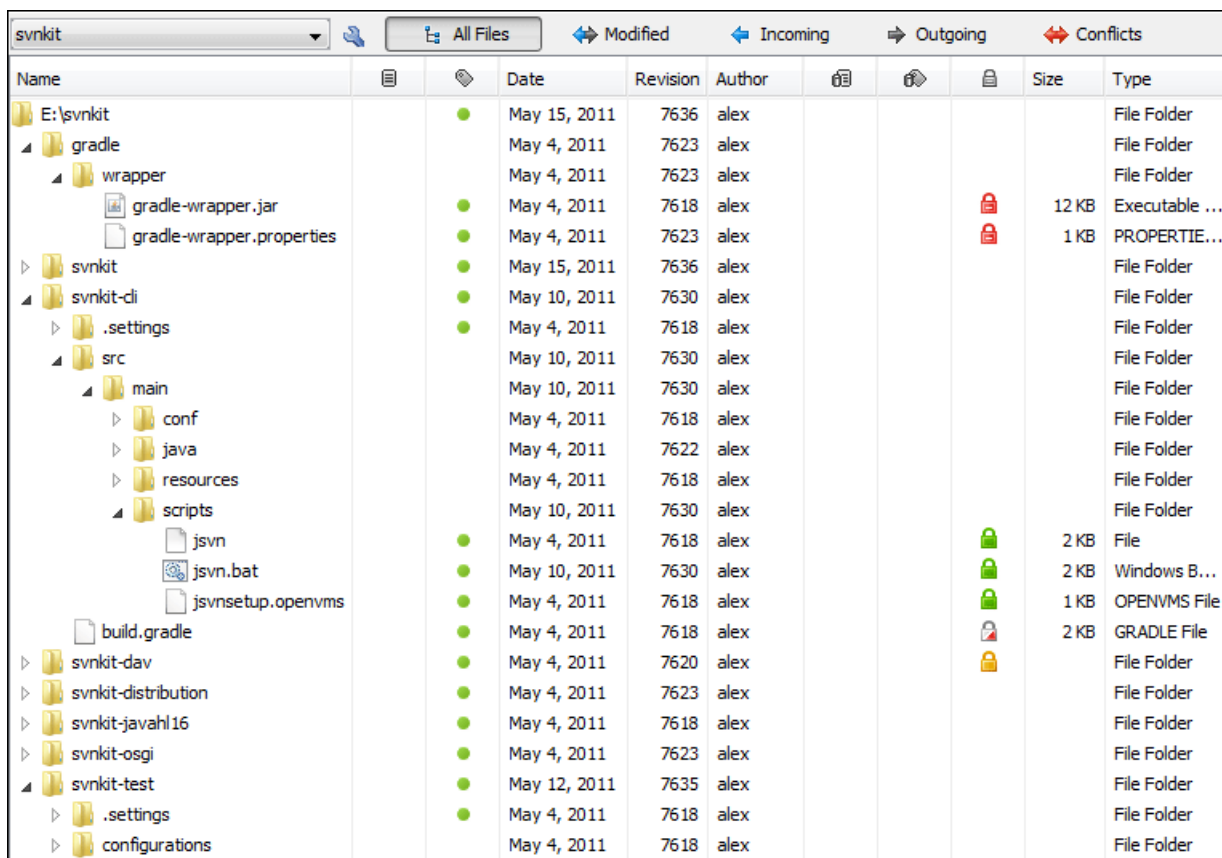 svnkit All Files Modified Incoming Outgoing Conflicts
Name Date Revision Author Size Type
E:\svnkit May 15, 2011 7636 alex File Folder
gradle May 4, 2011 7623 alex File Folder
wrapper May 4, 2011 7623 alex File Folder
gradle-wrapper.jar May 4, 2011 7618 alex 12 KB Executable ...
gradle-wrapper.properties May 4, 2011 7623 alex 1 KB PROPERTIE...
svnkit May 15, 2011 7636 alex File Folder
svnkit-cli May 10, 2011 7630 alex File Folder
.settings May 4, 2011 7618 alex File Folder
src May 10, 2011 7630 alex File Folder
main May 10, 2011 7630 alex File Folder
conf May 4, 2011 7618 alex File Folder
java May 4, 2011 7622 alex File Folder
resources May 4, 2011 7618 alex File Folder
scripts May 10, 2011 7630 alex File Folder
jsvn May 4, 2011 7618 alex 2 KB File
jsvn.bat May 10, 2011 7630 alex 2 KB Windows B...
jsvnsetup.openvms May 4, 2011 7618 alex 1 KB OPENVMS File
build.gradle May 4, 2011 7618 alex 2 KB GRADLE File
svnkit-dav May 4, 2011 7620 alex File Folder
svnkit-distribution May 4, 2011 7623 alex File Folder
svnkit-javahl16 May 4, 2011 7618 alex File Folder
svnkit-osgi May 4, 2011 7623 alex File Folder
svnkit-test May 12, 2011 7635 alex File Folder
.settings May 4, 2011 7618 alex File Folder
configurations May 4, 2011 7618 alex File Folder